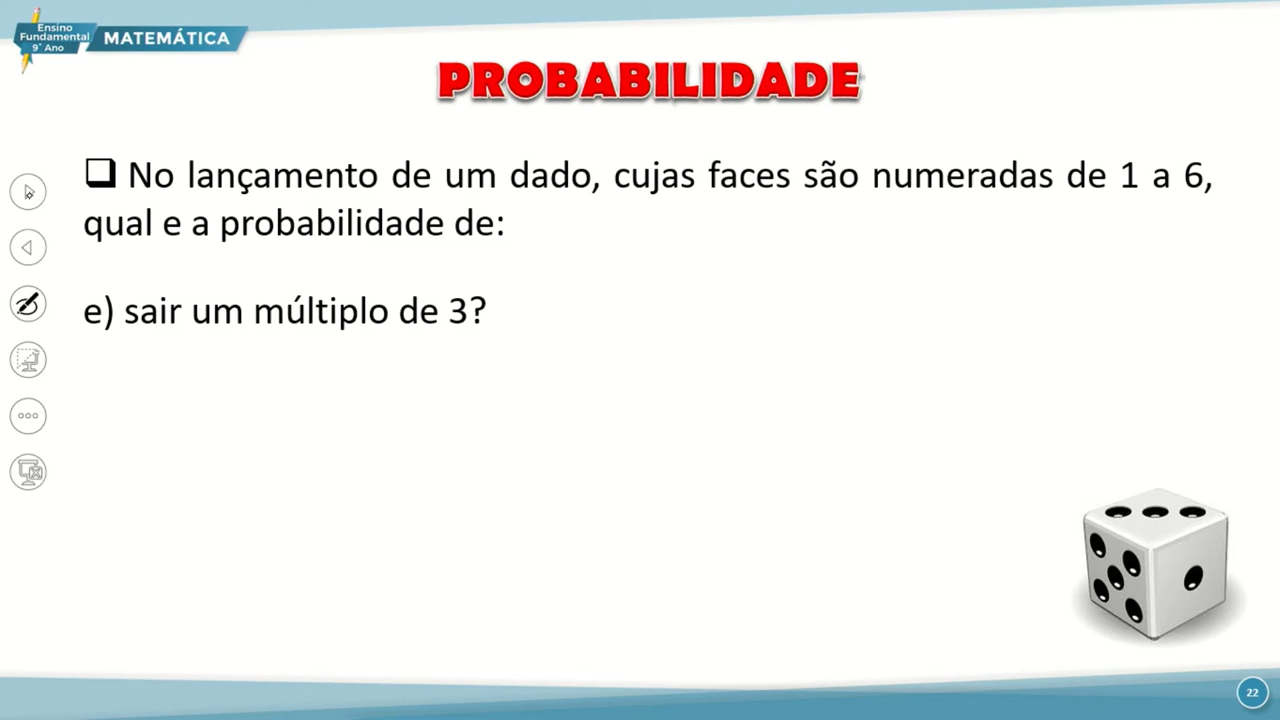 Ensino
Fundamental
9° Ano
MATEMÁTICA
PROBABILIDADE
❑ No lançamento de um dado, cujas faces são numeradas de 1 a 6,
qual e a probabilidade de:
e) sair um múltiplo de 3?
22